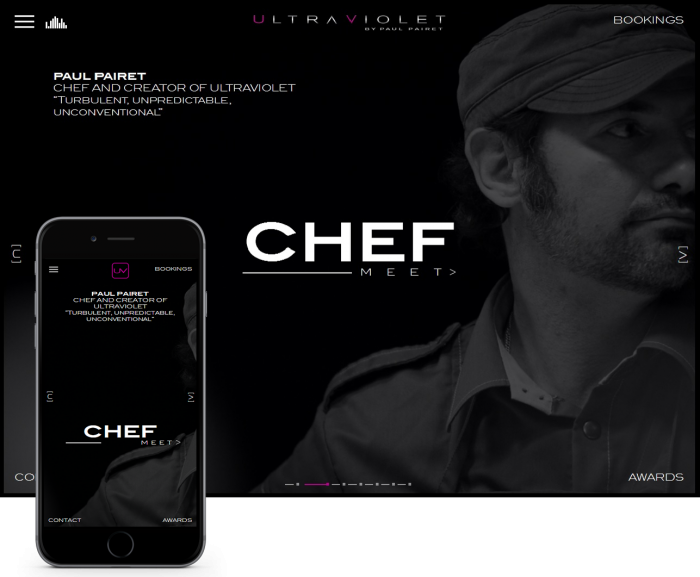 ULTRAVIOLET
BY PAUL PAIRET
BOOKINGS
PAUL PAIRET
CHEF AND CREATOR OF ULTRAVIOLET
"TURBULENT, UNPREDICTABLE,
UNCONVENTIONAL"
CHEF
MEET>
[U]
[V]
CO
AWARDS
UV
BOOKINGS
PAUL PAIRET
CHEF AND CREATOR OF
ULTRAVIOLET
"TURBULENT, UNPREDICTABLE,
UNCONVENTIONAL"
[U]
[V]
CHEF
MEET>
CONTACT
AWARDS